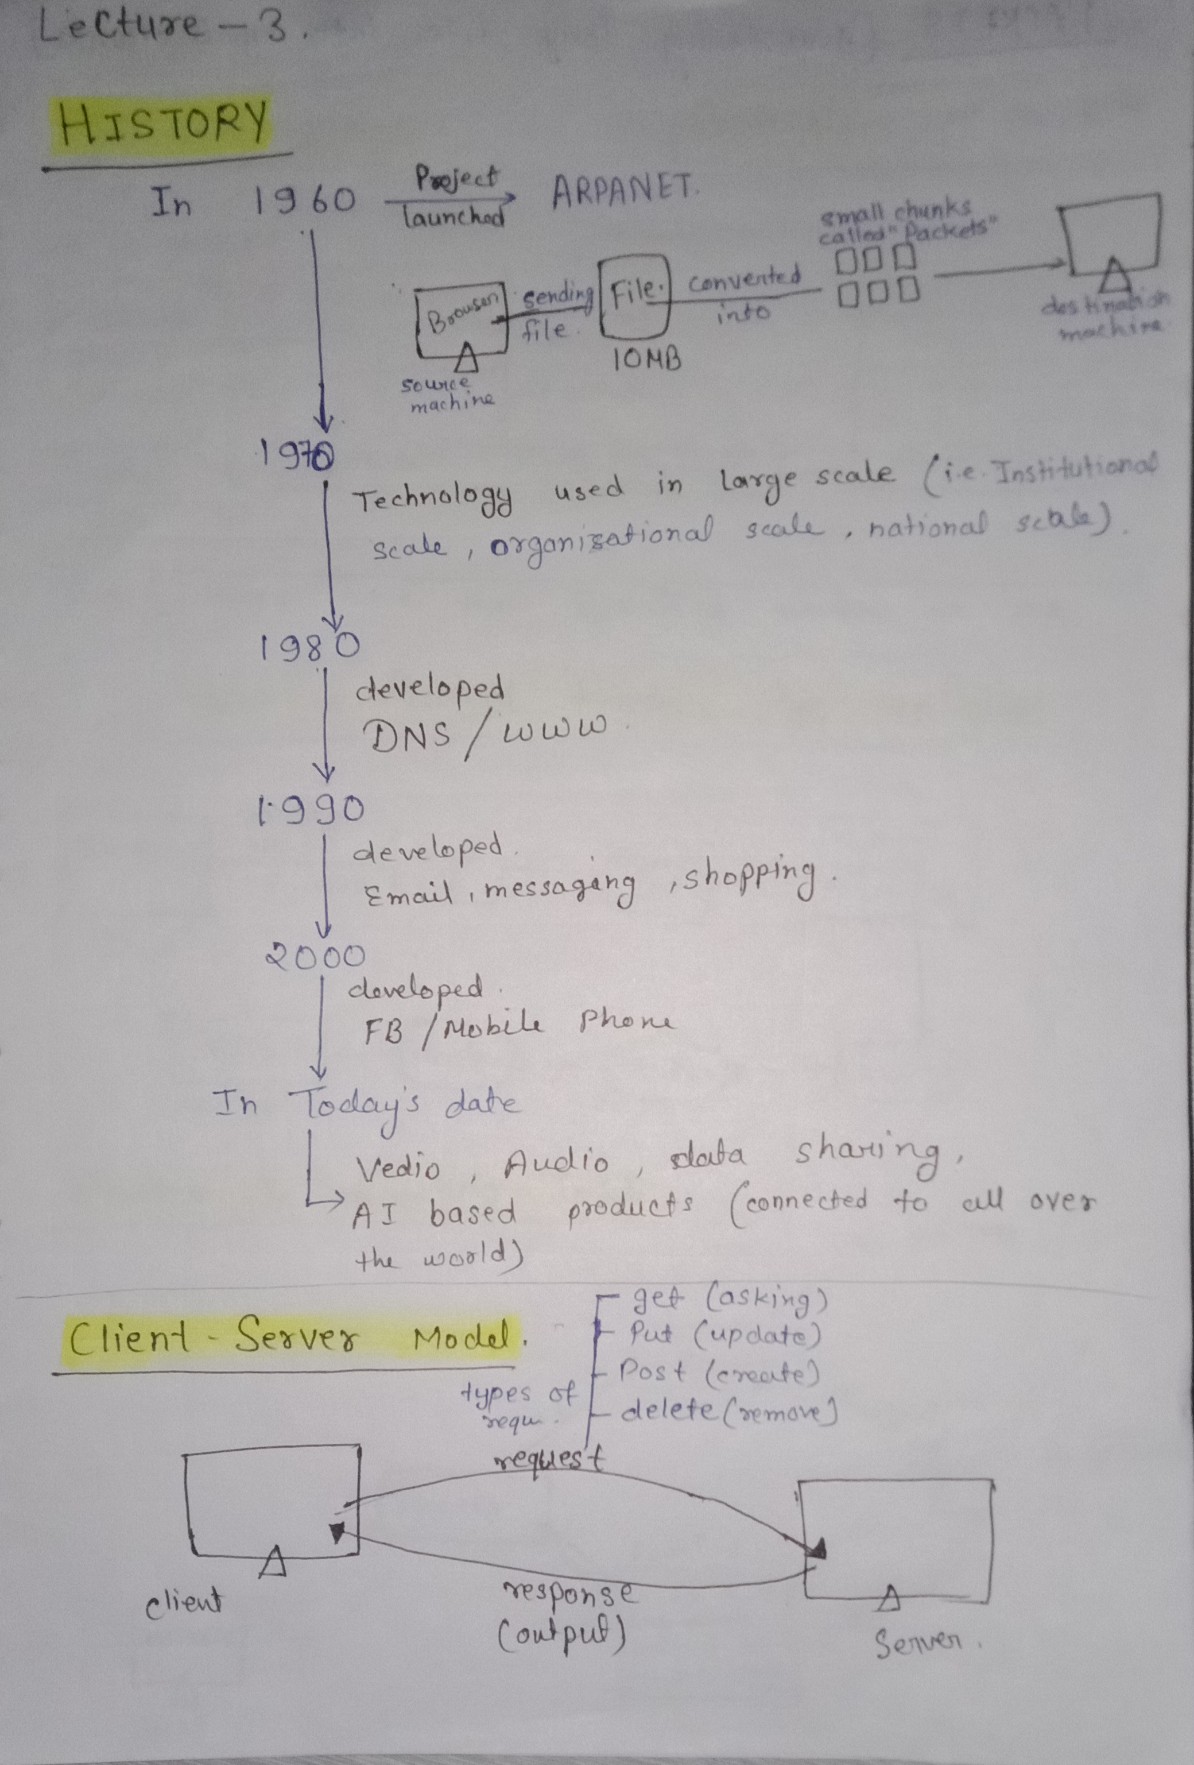 Lecture - 3.
HISTORY
In 1960 Project launched ARPANET.
small chunks
called "Packets"
Browser
sending
file.
File.
converted
into
10MB
source
machine
destination
machine
1970
Technology used in large scale (i.e. Institutional
scale, organisational scale, national scale).
1980
developed
DNS / www.
1990
developed.
Email, messaging, shopping.
2000
developed.
FB / Mobile Phone
In Today's date
Vedio, Audio, data sharing,
AI based products (connected to all over
the world)
Client - Server Model.
types of
requ.
get (asking)
Put (update)
Post (create)
delete (remove)
request
response
(output)
client
Server.